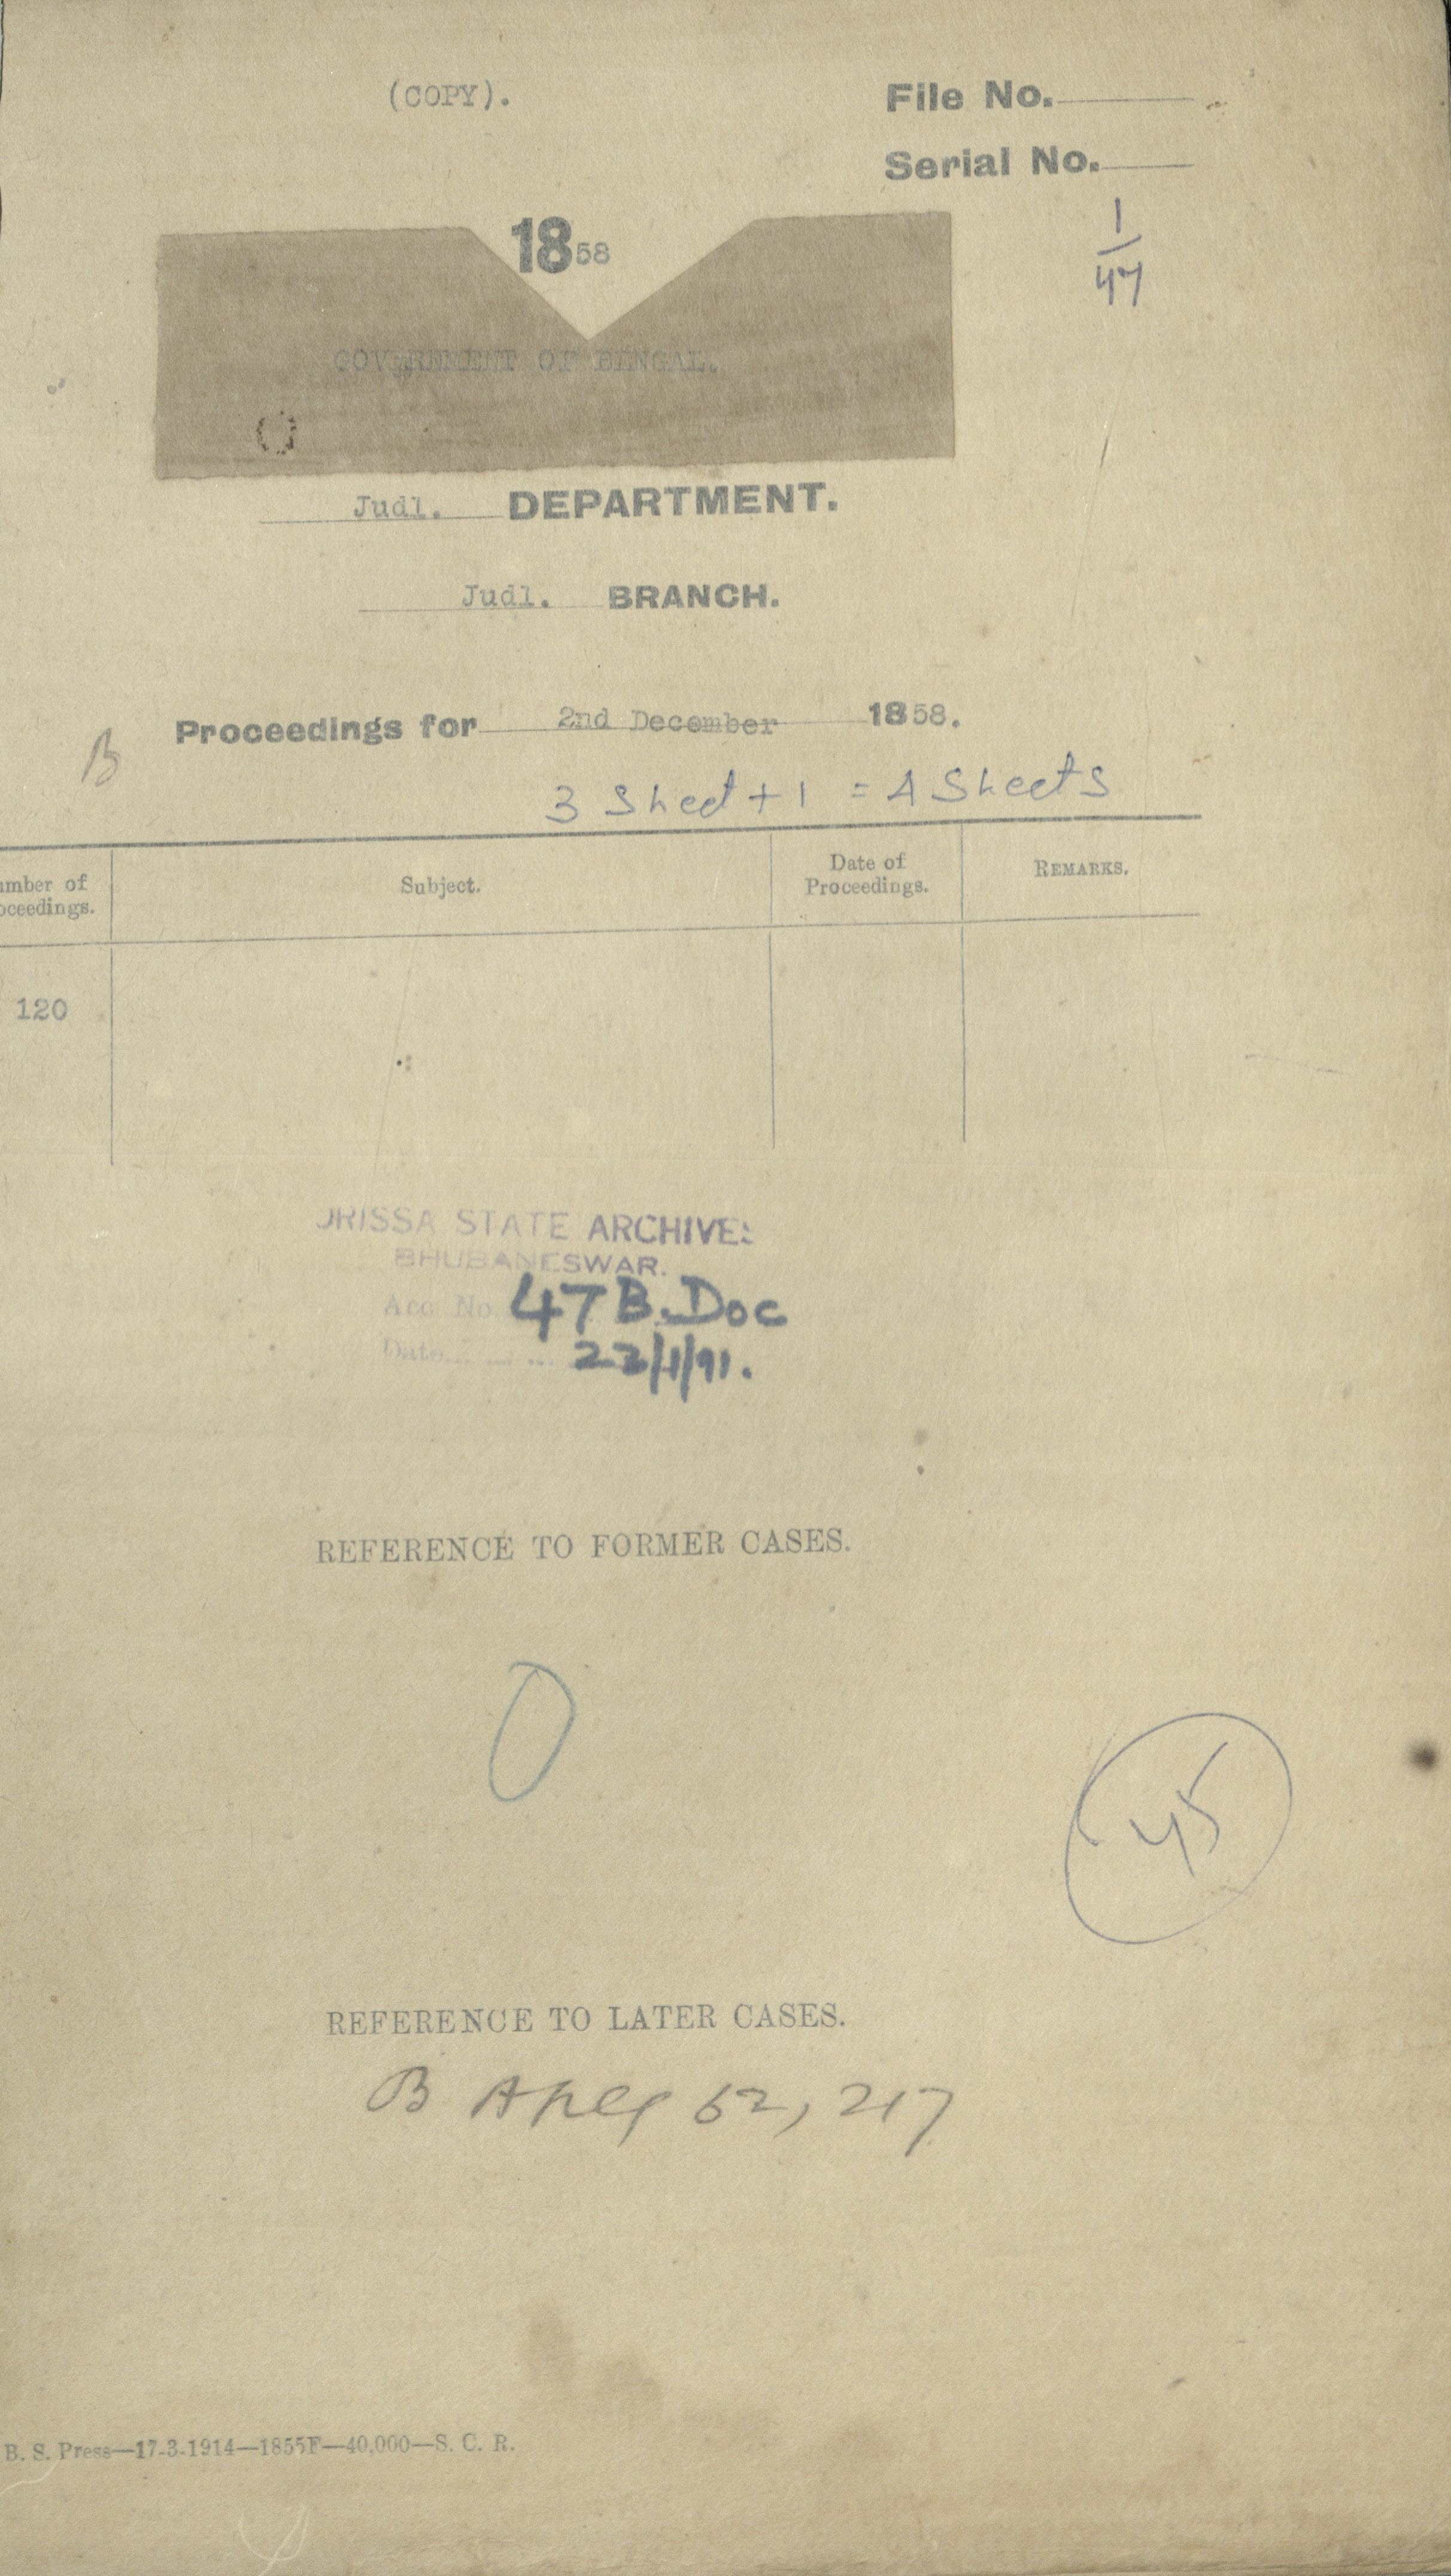 (COPY).
File No.
Serial No.
1858
1
47
GOVERNMENT OF BENGAL.
Judl. DEPARTMENT.
Judl. BRANCH.
Proceedings for 2nd December 1858.
B
3 Sheet + 1 = 4 Sheets
umber of
oceedings.
Subject.
Date of
Proceedings.
REMARKS.
120
ORISSA STATE ARCHIVES
BHUBANESWAR.
Acc No. 47 B. Doc
Date 22/1/91.
REFERENCE TO FORMER CASES.
0
45
REFERENCE TO LATER CASES.
B 62, 217
B. S. Press—17-3-1914—1855F—40,000—S. C. R.